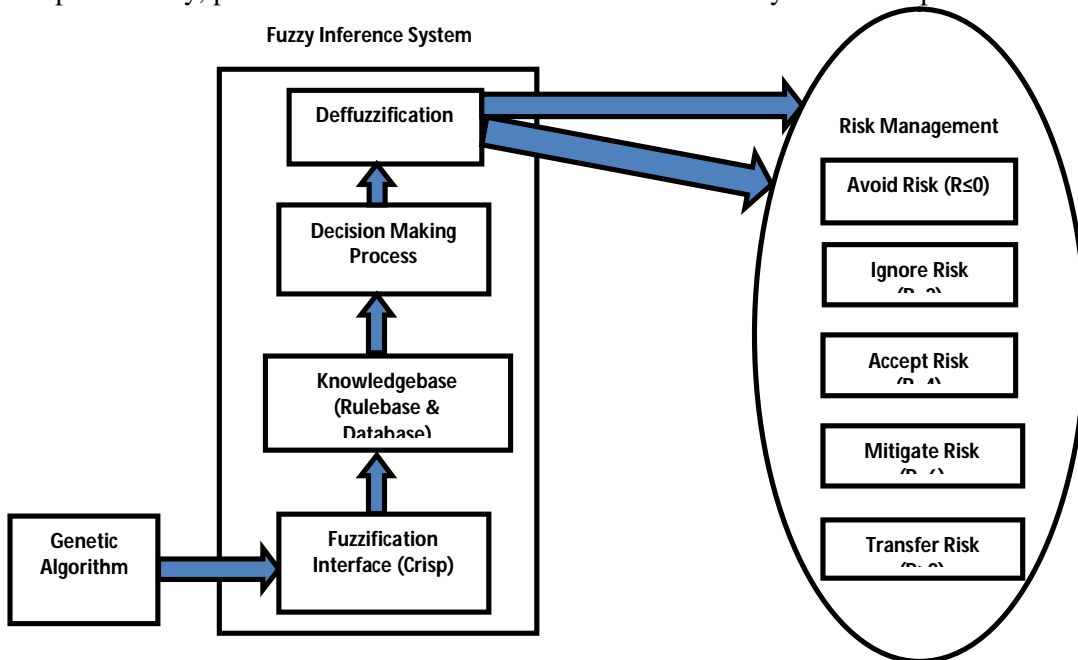 Fuzzy Inference System
Deffuzzification
Risk Management
Avoid Risk (R≤0)
Decision Making
Process
Ignore Risk
Accept Risk
Knowledgebase
(Rulebase &
Database)
Mitigate Risk
Genetic
Algorithm
Fuzzification
Interface (Crisp)
Transfer Risk